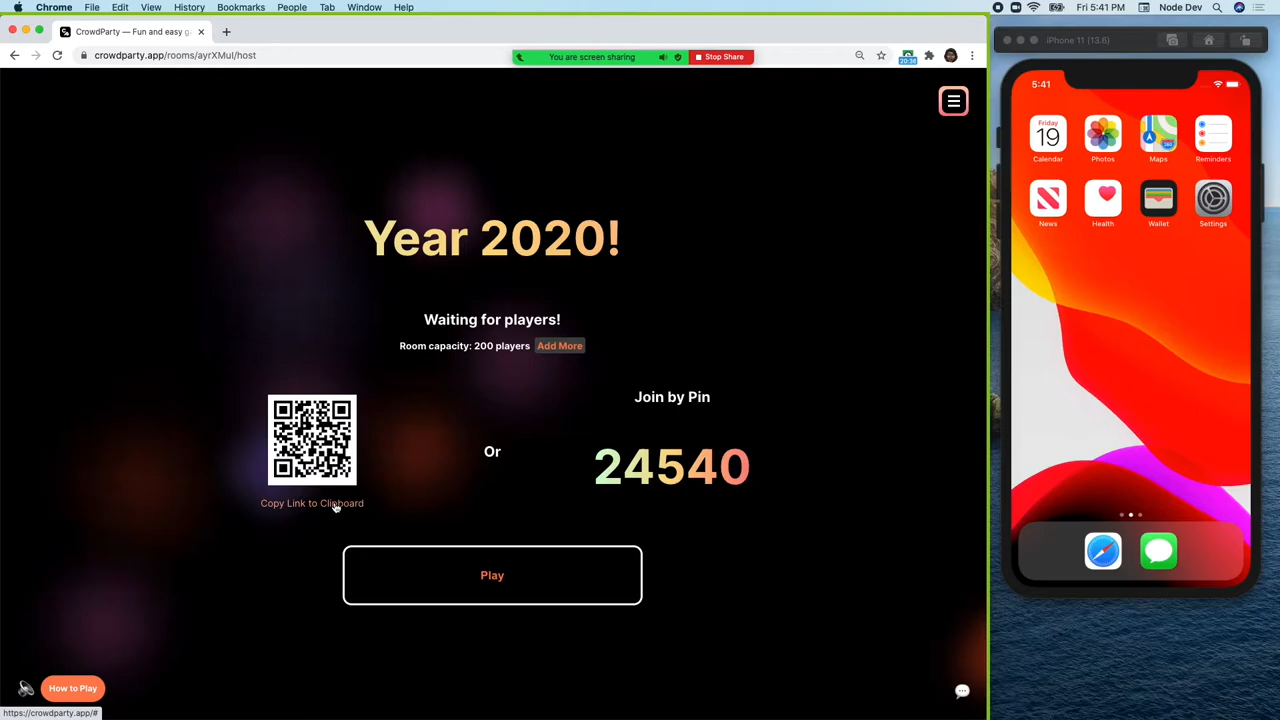 Chrome File Edit View History Bookmarks People Tab Window Help
Fri 5:41 PM Node Dev
CrowdParty — Fun and easy g
crowdparty.app/rooms/ayrXMuI/host
You are screen sharing
Stop Share
20:38
iPhone 11 (13.6)
5:41
Friday
19
Calendar Photos Maps Reminders
News Health Wallet Settings
Year 2020!
Waiting for players!
Room capacity: 200 players Add More
Join by Pin
Or
24540
Copy Link to Clipboard
Play
How to Play
https://crowdparty.app/#